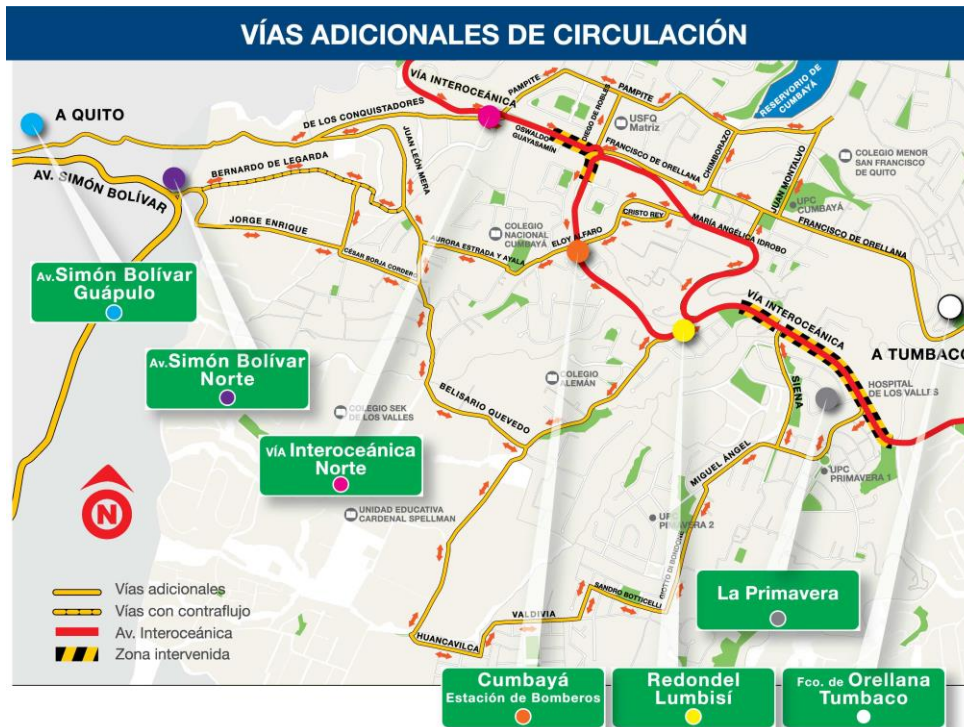 VÍAS ADICIONALES DE CIRCULACIÓN
A QUITO
AV. SIMÓN BOLÍVAR
DE LOS CONQUISTADORES
VÍA INTEROCEÁNICA
PAMPITE
PAMPITE
RESERVORIO DE
CUMBAYÁ
JUAN LEÓN MERA
BERNARDO DE LEGARDA
JORGE ENRIQUE
CÉSAR BORJA CORDERO
OSWALDO
GUAYASAMÍN
DIEGO DE ROBLES
USFQ
Matriz
FRANCISCO DE ORELLANA
CHIMBORAZO
JUAN MONTALVO
COLEGIO MENOR
SAN FRANCISCO
DE QUITO
UPC
CUMBAYÁ
FRANCISCO DE ORELLANA
COLEGIO
NACIONAL
CUMBAYÁ
AURORA ESTRADA Y AYALA
ELOY ALFARO
CRISTO REY
MARÍA ANGÉLICA IDROBO
Av. Simón Bolívar
Guápulo
Av. Simón Bolívar
Norte
VÍA Interoceánica
Norte
VÍA INTEROCEÁNICA
A TUMBACO
SIENA
HOSPITAL
DE LOS VALLES
COLEGIO
ALEMÁN
COLEGIO SEK
DE LOS VALLES
BELISARIO QUEVEDO
MIGUEL ÁNGEL
UPC
PRIMAVERA 1
UPC
PRIMAVERA 2
GIOTTO DI BONDONE
UNIDAD EDUCATIVA
CARDENAL SPELLMAN
SANDRO BOTTICELLI
VALDIVIA
HUANCAVILCA
N
Vías adicionales
Vías con contraflujo
Av. Interoceánica
Zona intervenida
La Primavera
Cumbayá
Estación de Bomberos
Redondel
Lumbisí
Fco. de Orellana
Tumbaco